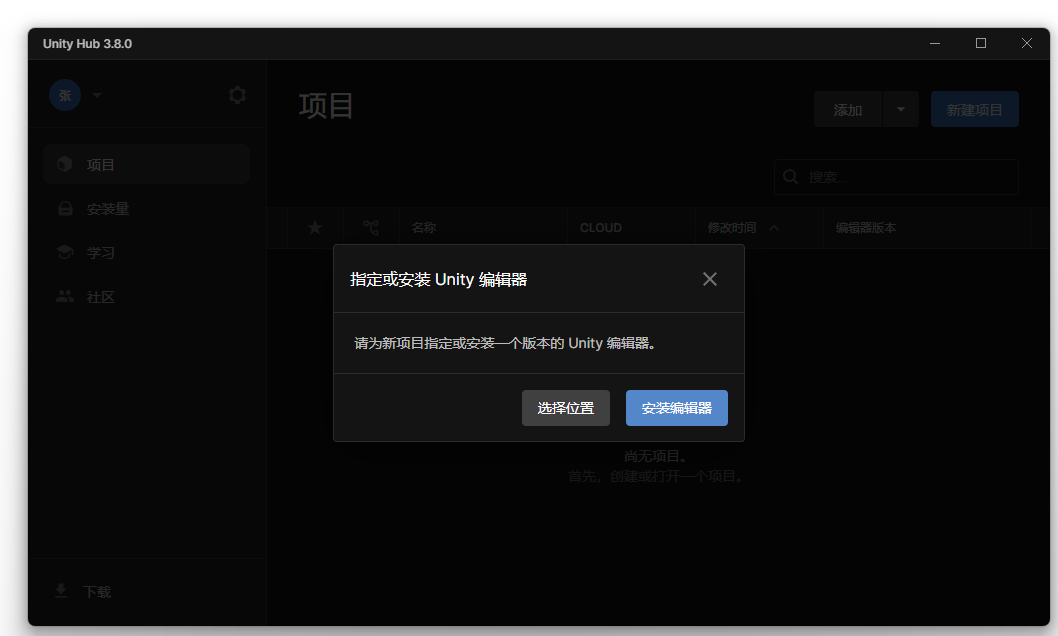 Unity Hub 3.8.0
张
项目
添加
新建项目
项目
搜索...
安装量
名称
CLOUD
修改时间
编辑器版本
学习
社区
指定或安装 Unity 编辑器
请为新项目指定或安装一个版本的 Unity 编辑器。
选择位置
安装编辑器
尚无项目。
首先，创建或打开一个项目。
下载